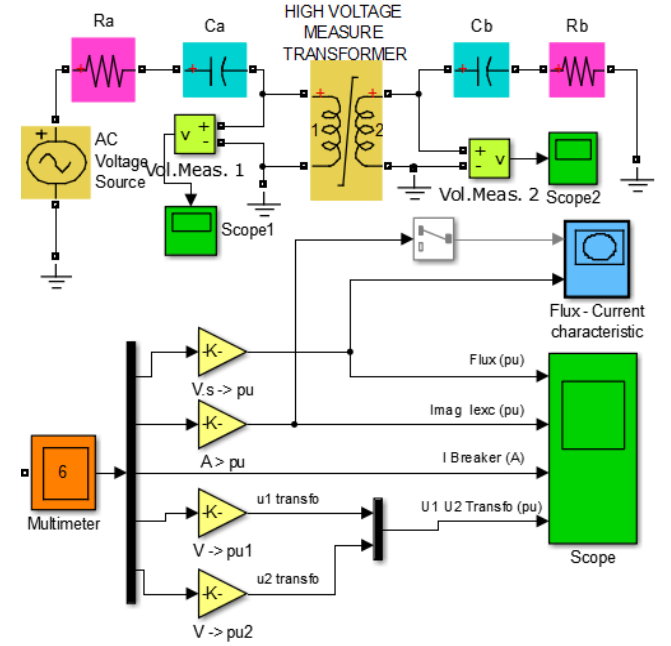 HIGH VOLTAGE
MEASURE
TRANSFORMER
Ra
Ca
Cb
Rb
+
+
+
+
+
+
1
2
AC
Voltage
Source
v
+
-
Vol.Meas. 1
+
-
v
Vol.Meas. 2
Scope1
Scope2
Flux - Current
characteristic
-K-
V.s -> pu
Flux (pu)
-K-
A > pu
Imag Iexc (pu)
I Breaker (A)
6
Multimeter
u1 transfo
-K-
V -> pu1
U1 U2 Transfo (pu)
u2 transfo
-K-
V -> pu2
Scope